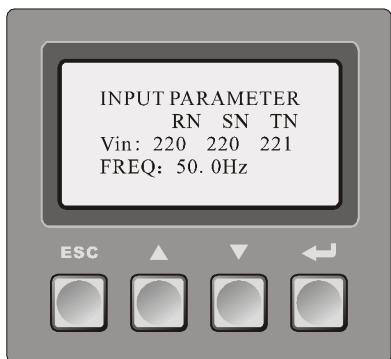 INPUT PARAMETER
RN SN TN
Vin: 220 220 221
FREQ: 50. 0Hz
ESC